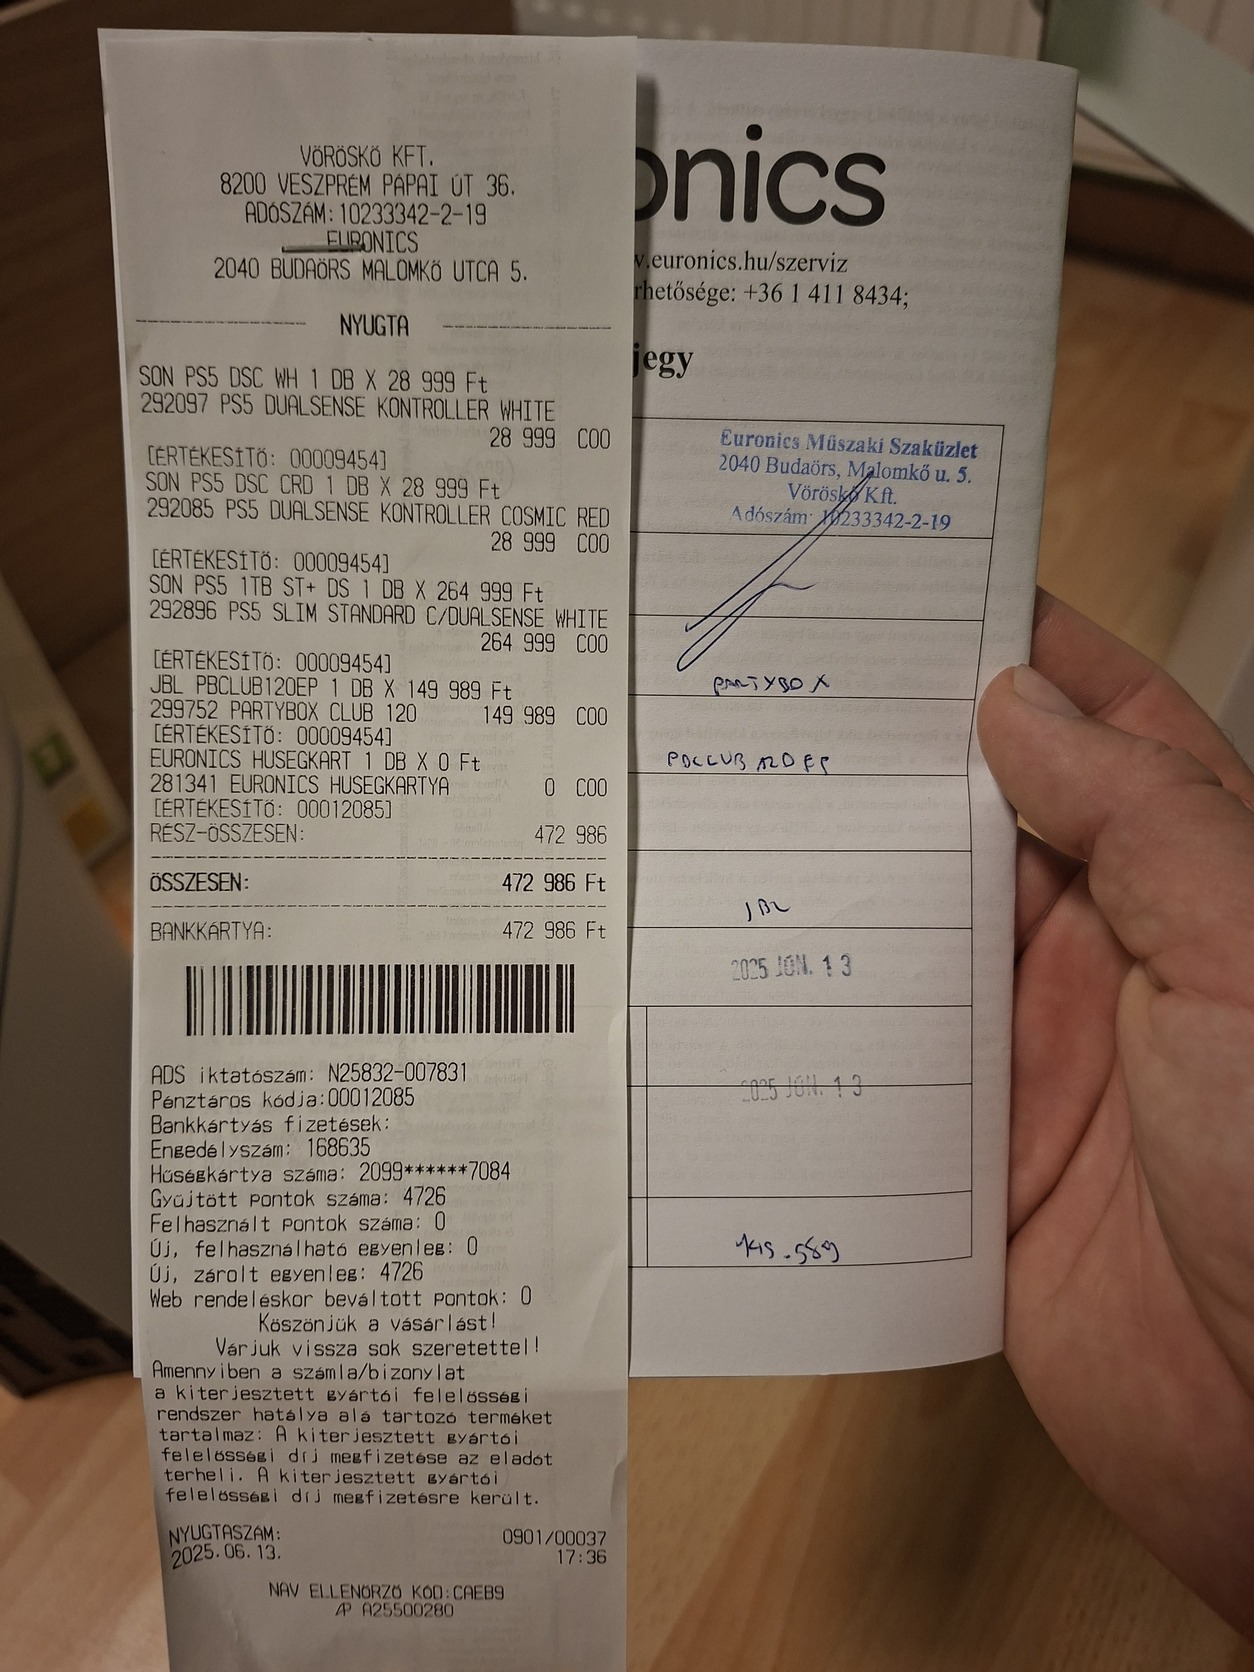 VÖRÖSKŐ KFT.
8200 VESZPRÉM PÁPAI ÚT 36.
ADÓSZÁM:10233342-2-19
EURONICS
2040 BUDAÖRS MALOMKŐ UTCA 5.
NYUGTA
SON PS5 DSC WH 1 DB X 28 999 Ft
292097 PS5 DUALSENSE KONTROLLER WHITE
28 999 C00
[ÉRTÉKESÍTŐ: 00009454]
SON PS5 DSC CRD 1 DB X 28 999 Ft
292085 PS5 DUALSENSE KONTROLLER COSMIC RED
28 999 C00
[ÉRTÉKESÍTŐ: 00009454]
SON PS5 1TB ST+ DS 1 DB X 264 999 Ft
292896 PS5 SLIM STANDARD C/DUALSENSE WHITE
264 999 C00
[ÉRTÉKESÍTŐ: 00009454]
JBL PBCLUB120EP 1 DB X 149 989 Ft
299752 PARTYBOX CLUB 120 149 989 C00
[ÉRTÉKESÍTŐ: 00009454]
EURONICS HUSEGKART 1 DB X 0 Ft
281341 EURONICS HUSEGKÁRTYA 0 C00
[ÉRTÉKESÍTŐ: 00012085]
RÉSZ-ÖSSZESEN: 472 986
ÖSSZESEN: 472 986 Ft
BANKKÁRTYA: 472 986 Ft
ADS iktatószám: N25832-007831
Pénztáros kódja:00012085
Bankkártyás fizetések:
Engedélyszám: 168635
Hűségkártya száma: 2099******7084
Gyűjtött pontok száma: 4726
Felhasznált pontok száma: 0
Új, felhasználható egyenleg: 0
Új, zárolt egyenleg: 4726
Web rendeléskor beváltott pontok: 0
Köszönjük a vásárlást!
Várjuk vissza sok szeretettel!
Amennyiben a számla/bizonylat
a kiterjesztett gyártói felelősségi
rendszer hatálya alá tartozó terméket
tartalmaz: A kiterjesztett gyártói
felelősségi díj megfizetése az eladót
terheli. A kiterjesztett gyártói
felelősségi díj megfizetésre került.
NYUGTASZÁM: 0901/00037
2025.06.13. 17:36
NAV ELLENŐRZŐ KÓD:CAEB9
AP A25500280
onics
w.euronics.hu/szerviz
rhetősége: +36 1 411 8434;
jegy
Euronics Műszaki Szaküzlet
2040 Budaörs, Malomkő u. 5.
Vöröskő Kft.
Adószám: 10233342-2-19
PARTYBOX
PBCLUB120EP
JBL
2025 JÚN. 13
2025 JÚN. 13